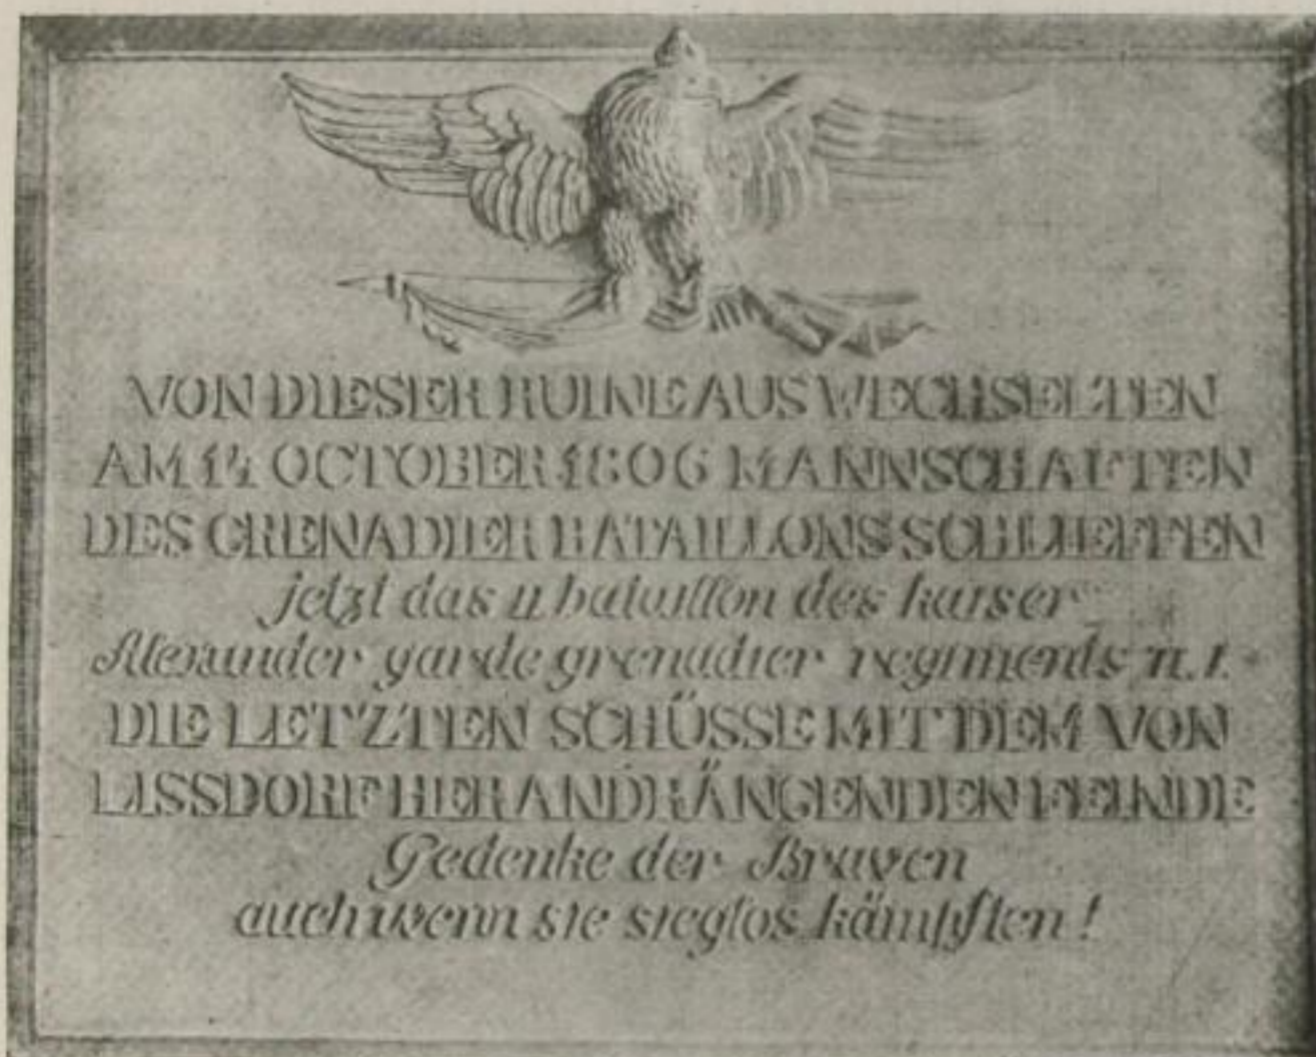 VON DIESER RUINE AUS WECHSELTEN
AM 14 OCTOBER 1806 MANNSCHAFTEN
DES GRENADIER BATAILLONS SCHLIEFFEN
jetzt das II bataillon des kaiser
Alexander garde grenadier regiments n. 1.
DIE LETZTEN SCHÜSSE MIT DEM VON
LISSDORF HERANDRÄNGENDEN FEINDE
Gedenke der Braven
auch wenn sie sieglos kämpften!